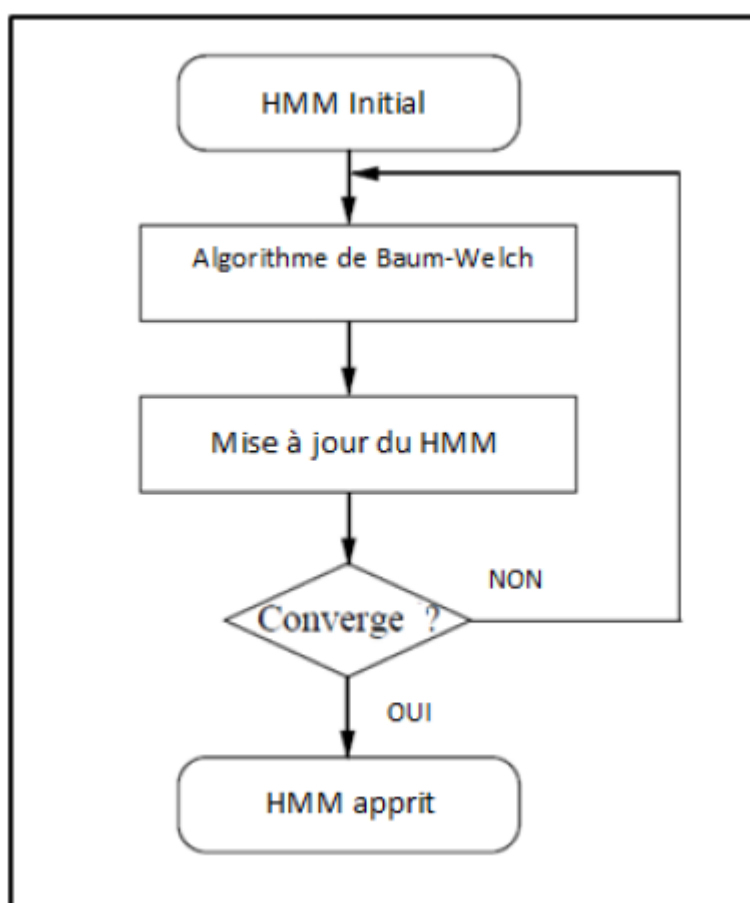 HMM Initial
Algorithme de Baum-Welch
Mise à jour du HMM
Converge ?
NON
OUI
HMM apprit